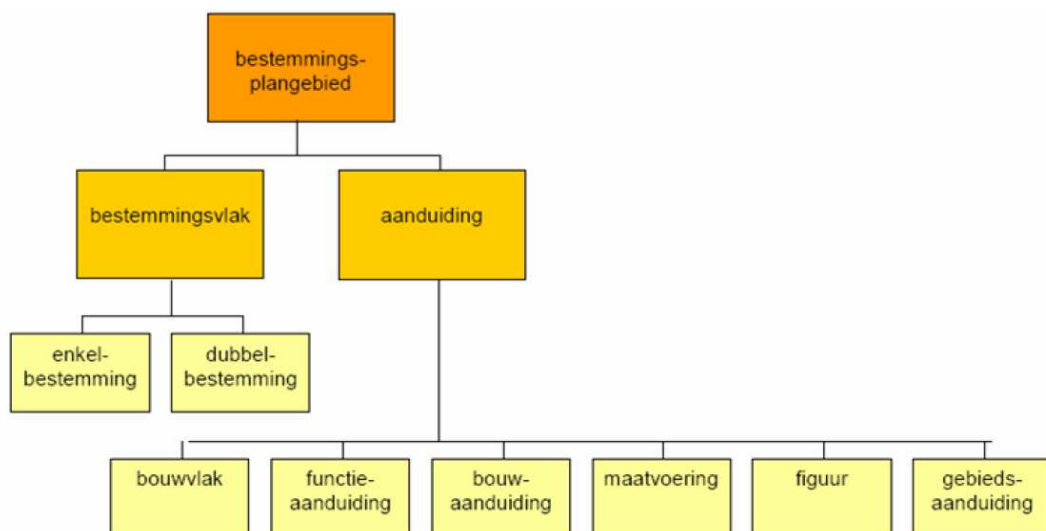 bestemmings-
plangebied
bestemmingsvlak
aanduiding
enkel-
bestemming
dubbel-
bestemming
bouwvlak
functie-
aanduiding
bouw-
aanduiding
maatvoering
figuur
gebieds-
aanduiding